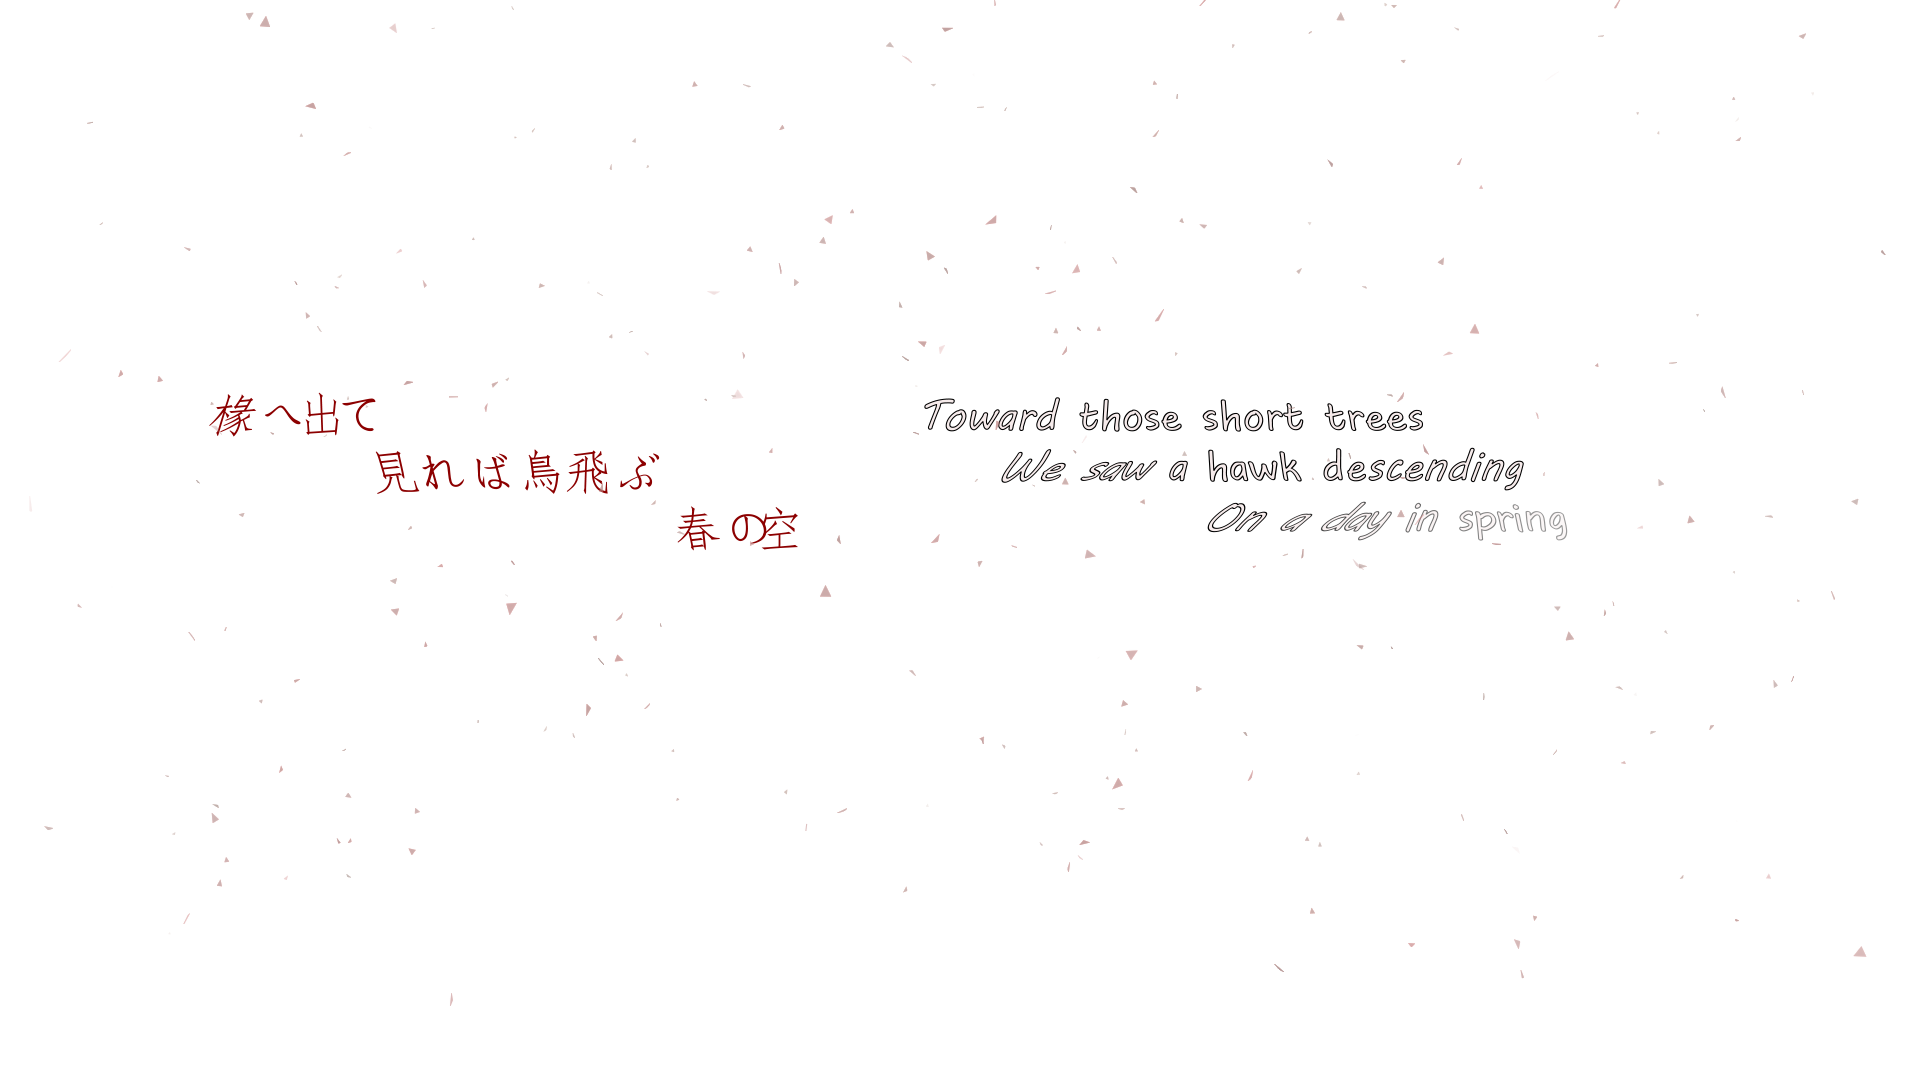 椽へ出て
見れば鳥飛ぶ
春の空
Toward those short trees
We saw a hawk descending
On a day in spring